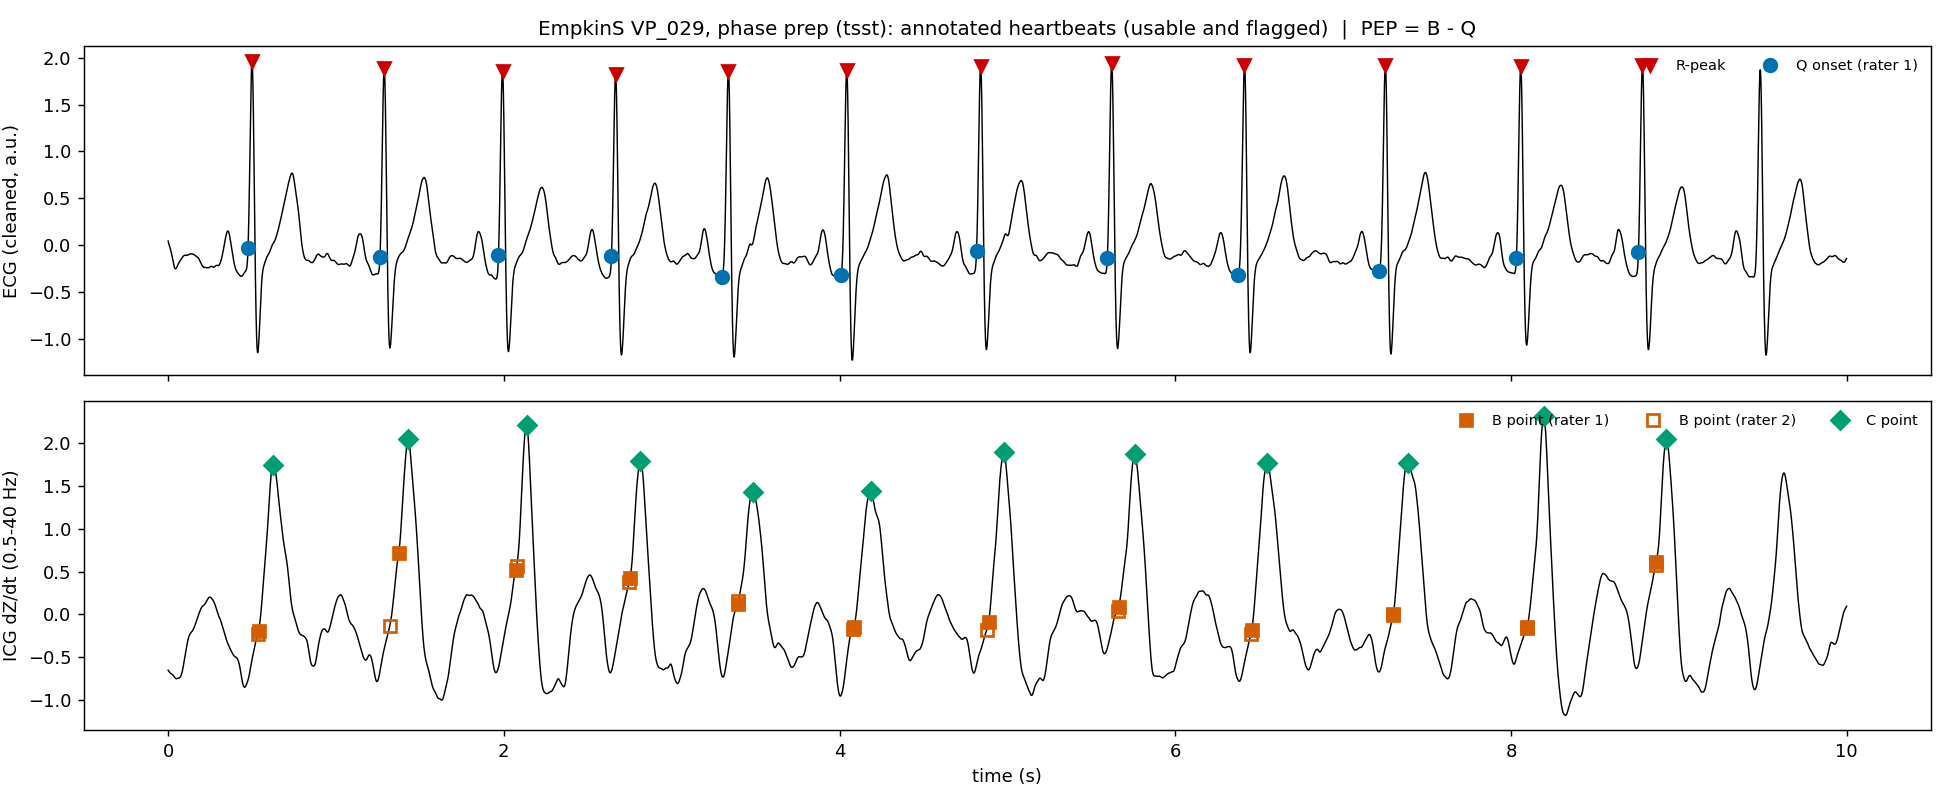 EmpkinS VP_029, phase prep (tsst): annotated heartbeats (usable and flagged)  |  PEP = B - Q
ECG (cleaned, a.u.)
2.0
1.5
1.0
0.5
0.0
−0.5
−1.0
R-peak
Q onset (rater 1)
ICG dZ/dt (0.5-40 Hz)
2.0
1.5
1.0
0.5
0.0
−0.5
−1.0
B point (rater 1)
B point (rater 2)
C point
0 2 4 6 8 10
time (s)